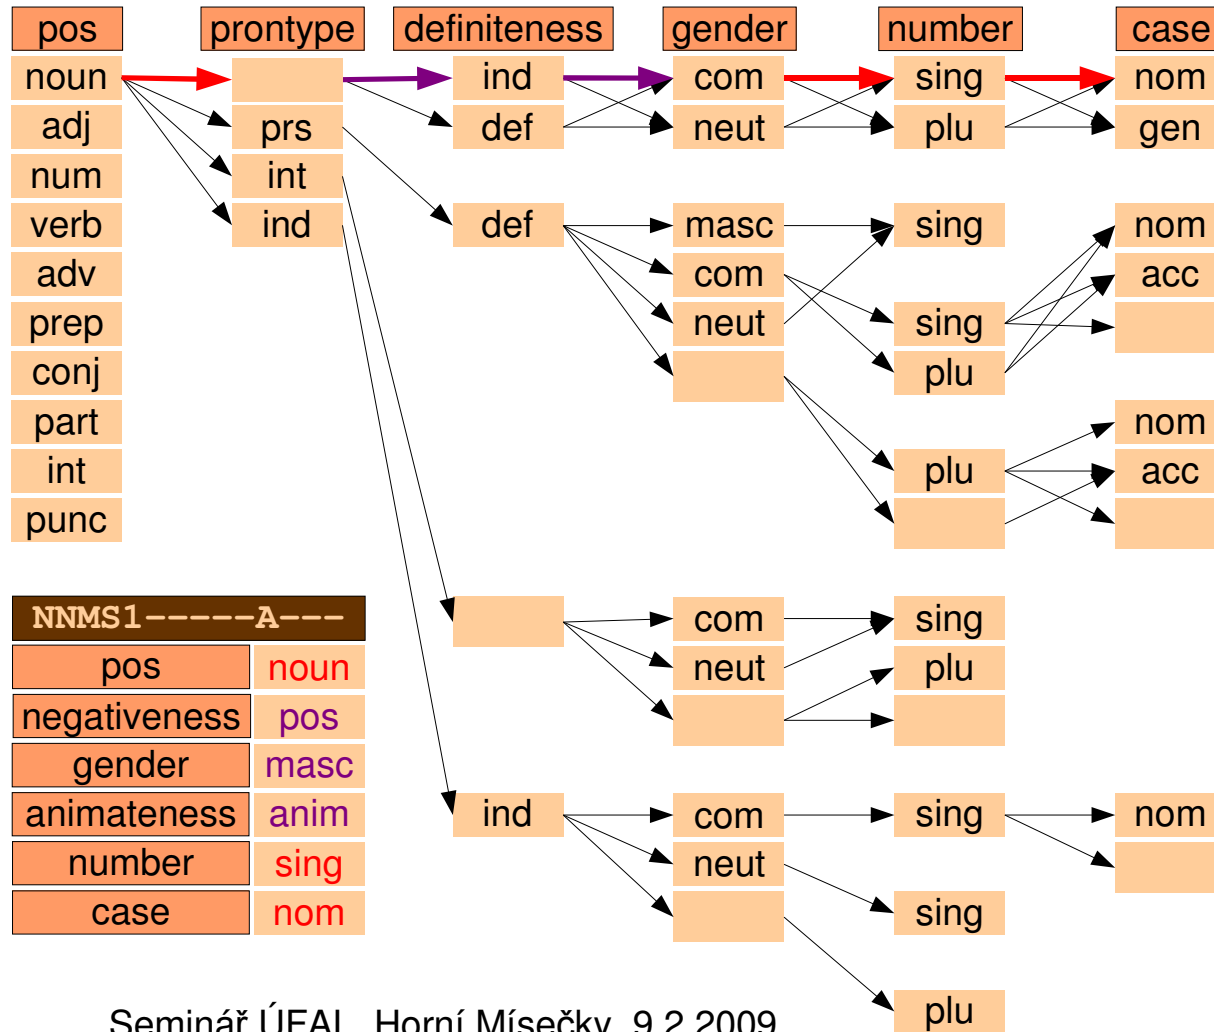 pos prontype definiteness gender number case
noun ind com sing nom
adj prs def neut plu gen
num int
verb ind def masc sing nom
adv com acc
prep neut sing
conj plu
part nom
int plu acc
punc
NNMS1-----A--- com sing
pos noun neut plu
negativeness pos
gender masc
animateness anim ind com sing nom
number sing neut
case nom sing
plu
Seminář ÚFAL, Horní Mísečky, 9.2.2009